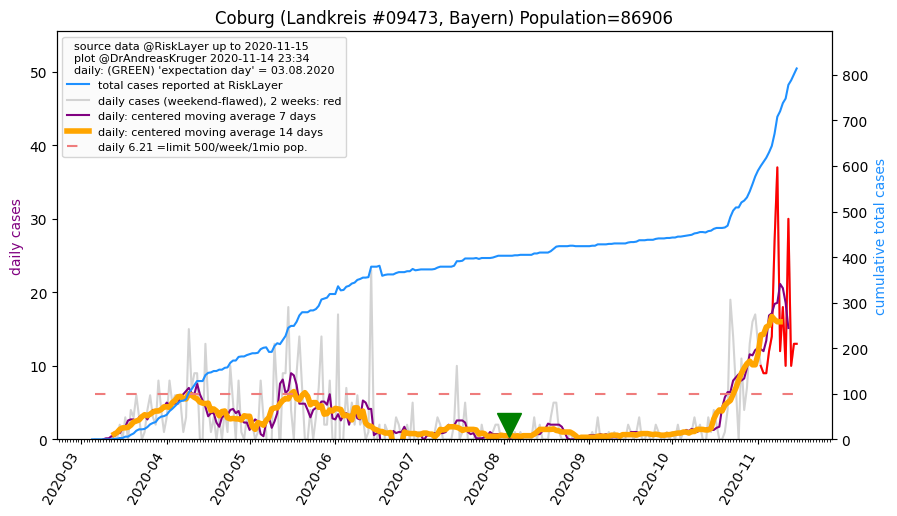 Coburg (Landkreis #09473, Bayern) Population=86906
source data @RiskLayer up to 2020-11-15
plot @DrAndreasKruger 2020-11-14 23:34
daily: (GREEN) 'expectation day' = 03.08.2020
total cases reported at RiskLayer
daily cases (weekend-flawed), 2 weeks: red
daily: centered moving average 7 days
daily: centered moving average 14 days
daily 6.21 =limit 500/week/1mio pop.
daily cases
50
40
30
20
10
0
cumulative total cases
800
700
600
500
400
300
200
100
0
2020-03
2020-04
2020-05
2020-06
2020-07
2020-08
2020-09
2020-10
2020-11